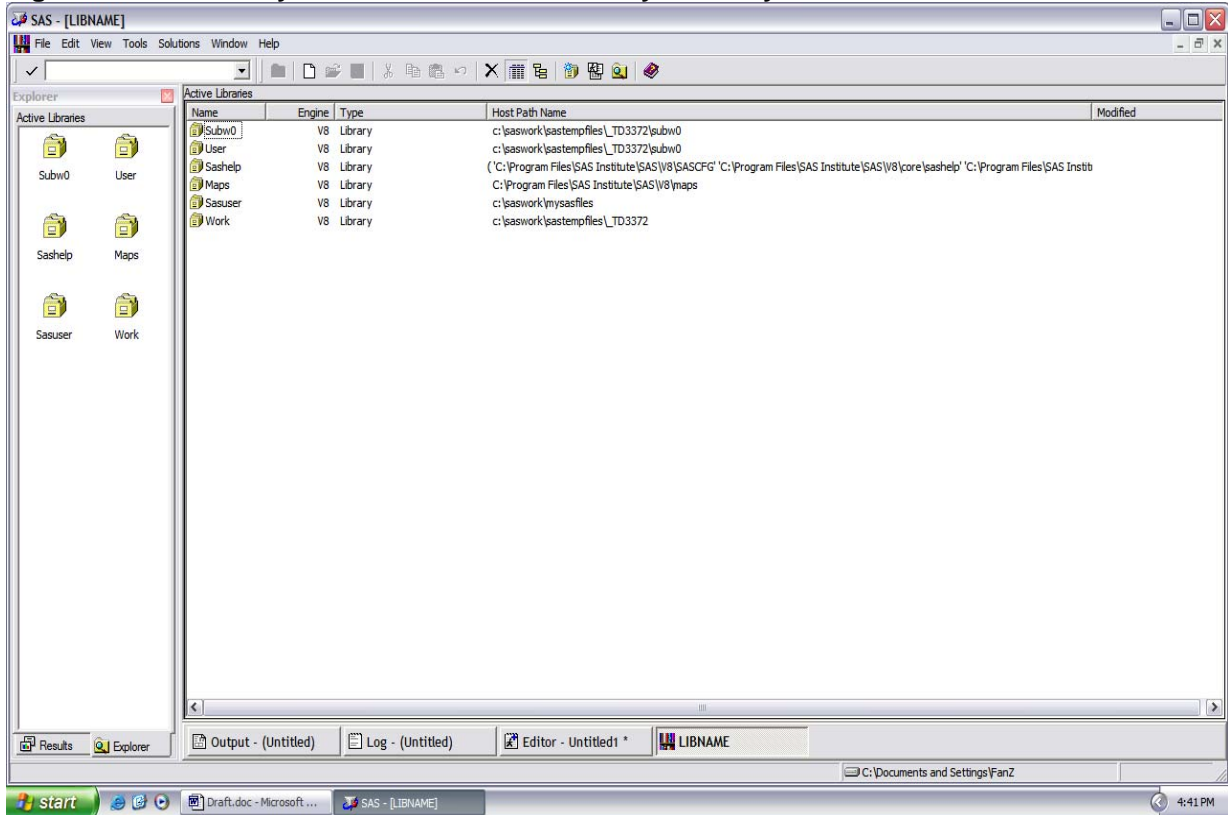 SAS - [LIBNAME]
File Edit View Tools Solutions Window Help
Explorer
Active Libraries
Subw0 User
Sashelp Maps
Sasuser Work
Active Libraries
Name Engine Type Host Path Name Modified
Subw0 V8 Library c:\saswork\sastempfiles\_TD3372\subw0
User V8 Library c:\saswork\sastempfiles\_TD3372\subw0
Sashelp V8 Library ( 'C:\Program Files\SAS Institute\SAS\V8\SASCFG' 'C:\Program Files\SAS Institute\SAS\V8\core\sashelp' 'C:\Program Files\SAS Instit
Maps V8 Library C:\Program Files\SAS Institute\SAS\V8\maps
Sasuser V8 Library c:\saswork\mysasfiles
Work V8 Library c:\saswork\sastempfiles\_TD3372
Results Explorer
Output - (Untitled) Log - (Untitled) Editor - Untitled1 * LIBNAME
C:\Documents and Settings\FanZ
start Draft.doc - Microsoft ... SAS - [LIBNAME] 4:41 PM